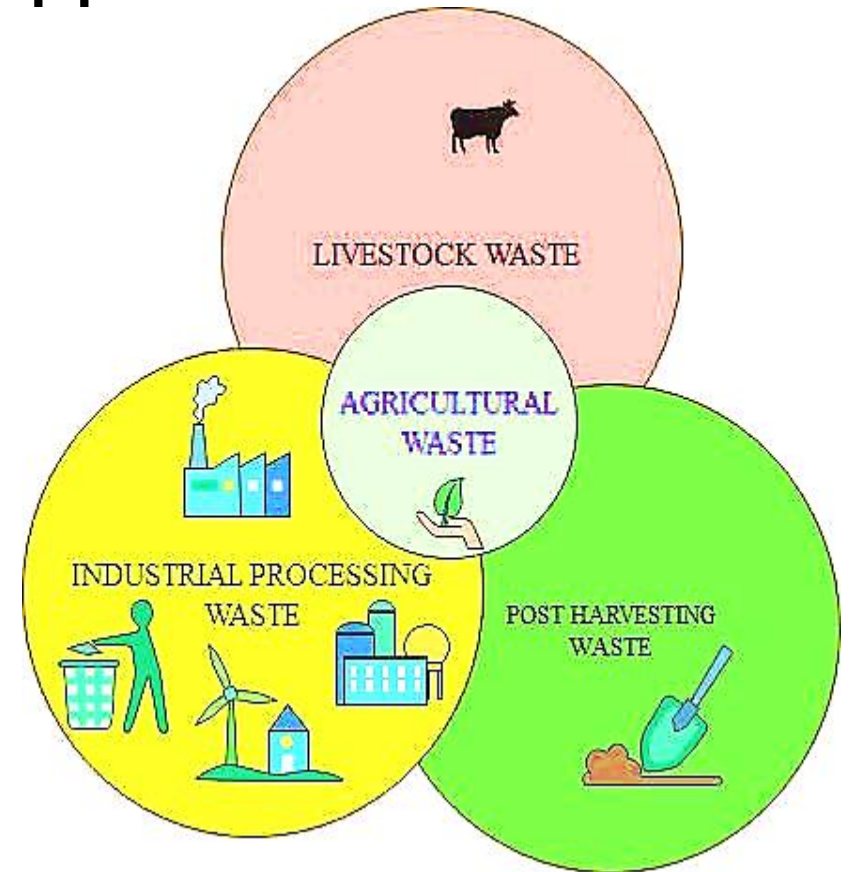 LIVESTOCK WASTE
AGRICULTURAL
WASTE
INDUSTRIAL PROCESSING
WASTE
POST HARVESTING
WASTE